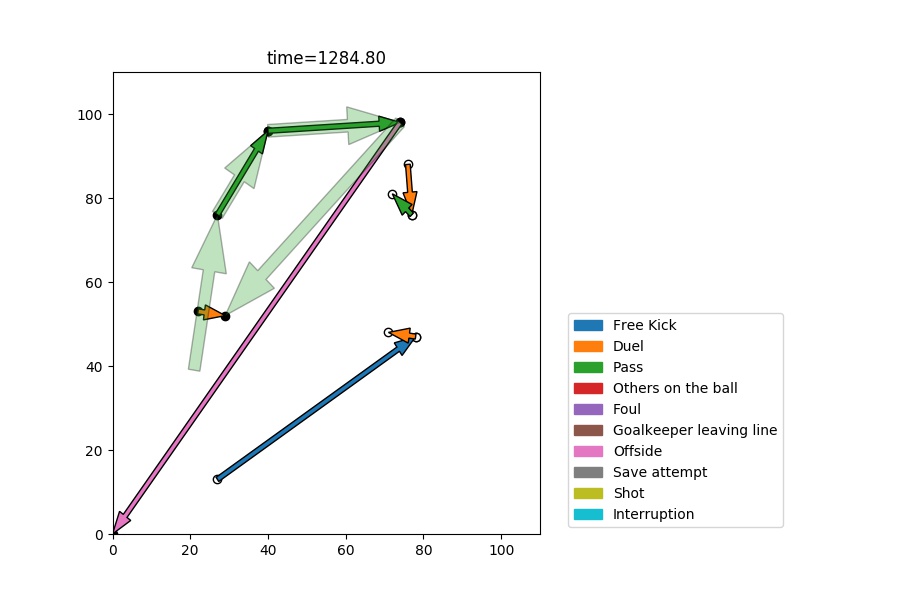 time=1284.80
100
80
60
40
20
0
0 20 40 60 80 100
Free Kick
Duel
Pass
Others on the ball
Foul
Goalkeeper leaving line
Offside
Save attempt
Shot
Interruption